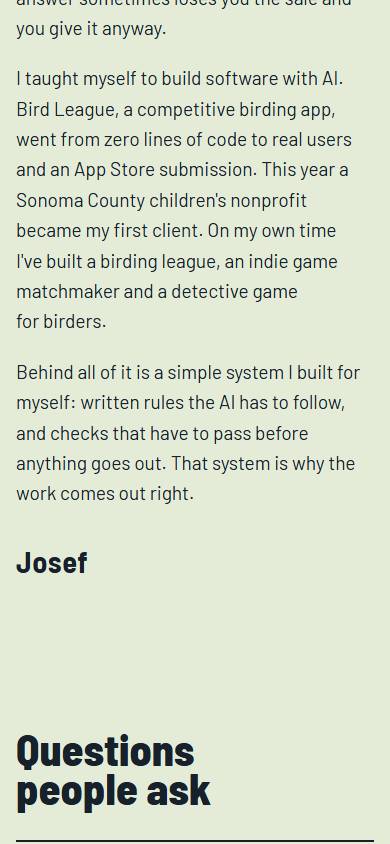 answer sometimes loses you the sale and
you give it anyway.
I taught myself to build software with AI.
Bird League, a competitive birding app,
went from zero lines of code to real users
and an App Store submission. This year a
Sonoma County children's nonprofit
became my first client. On my own time
I've built a birding league, an indie game
matchmaker and a detective game
for birders.
Behind all of it is a simple system I built for
myself: written rules the AI has to follow,
and checks that have to pass before
anything goes out. That system is why the
work comes out right.
Josef
Questions
people ask